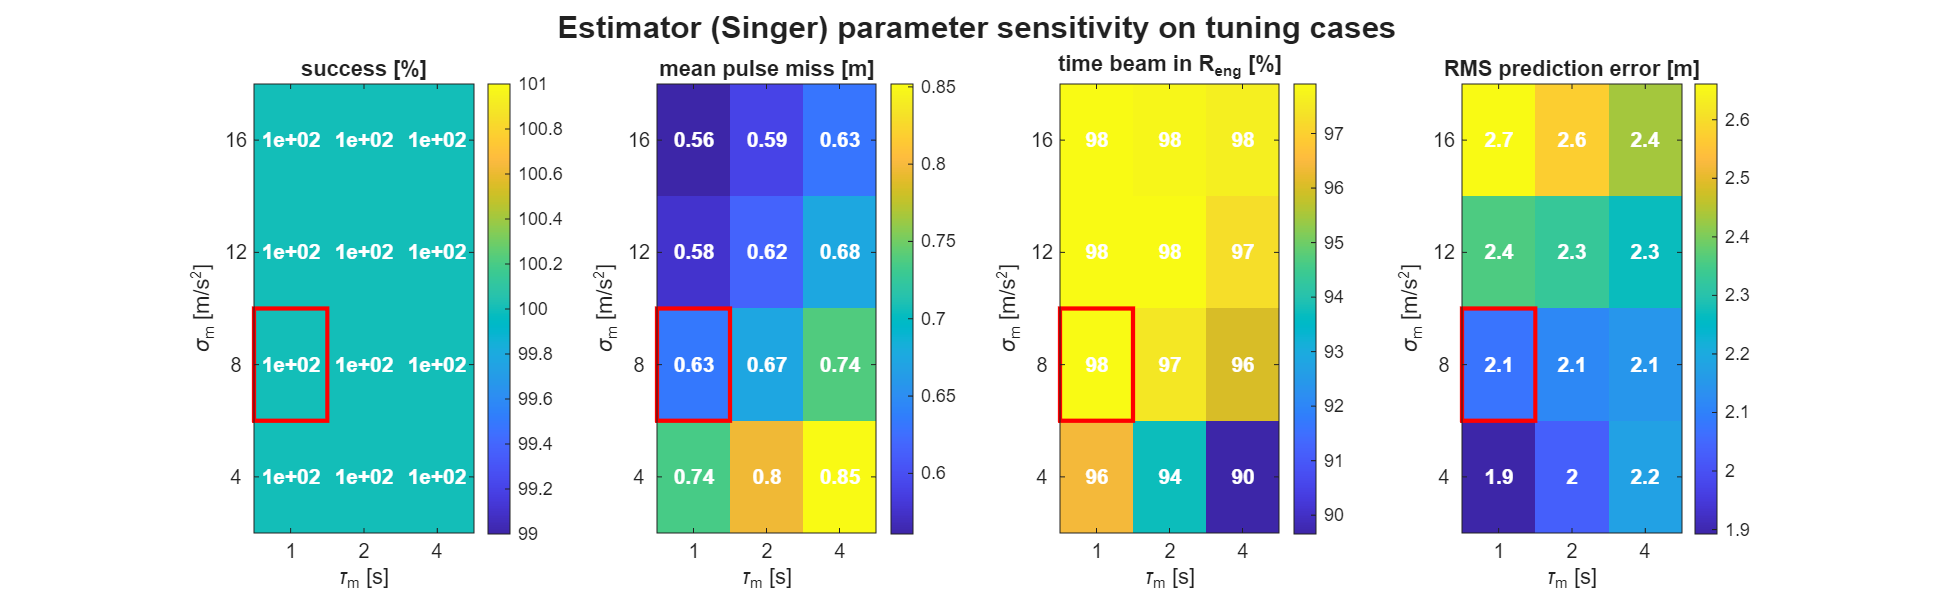 Estimator (Singer) parameter sensitivity on tuning cases
success [%]
16
12
8
4
1e+02 1e+02 1e+02
1e+02 1e+02 1e+02
1e+02 1e+02 1e+02
1e+02 1e+02 1e+02
1 2 4
τm [s]
σm [m/s2]
101
100.8
100.6
100.4
100.2
100
99.8
99.6
99.4
99.2
99
mean pulse miss [m]
16
12
8
4
0.56 0.59 0.63
0.58 0.62 0.68
0.63 0.67 0.74
0.74 0.8 0.85
1 2 4
τm [s]
σm [m/s2]
0.85
0.8
0.75
0.7
0.65
0.6
time beam in Reng [%]
16
12
8
4
98 98 98
98 98 97
98 97 96
96 94 90
1 2 4
τm [s]
σm [m/s2]
97
96
95
94
93
92
91
90
RMS prediction error [m]
16
12
8
4
2.7 2.6 2.4
2.4 2.3 2.3
2.1 2.1 2.1
1.9 2 2.2
1 2 4
τm [s]
σm [m/s2]
2.6
2.5
2.4
2.3
2.2
2.1
2
1.9